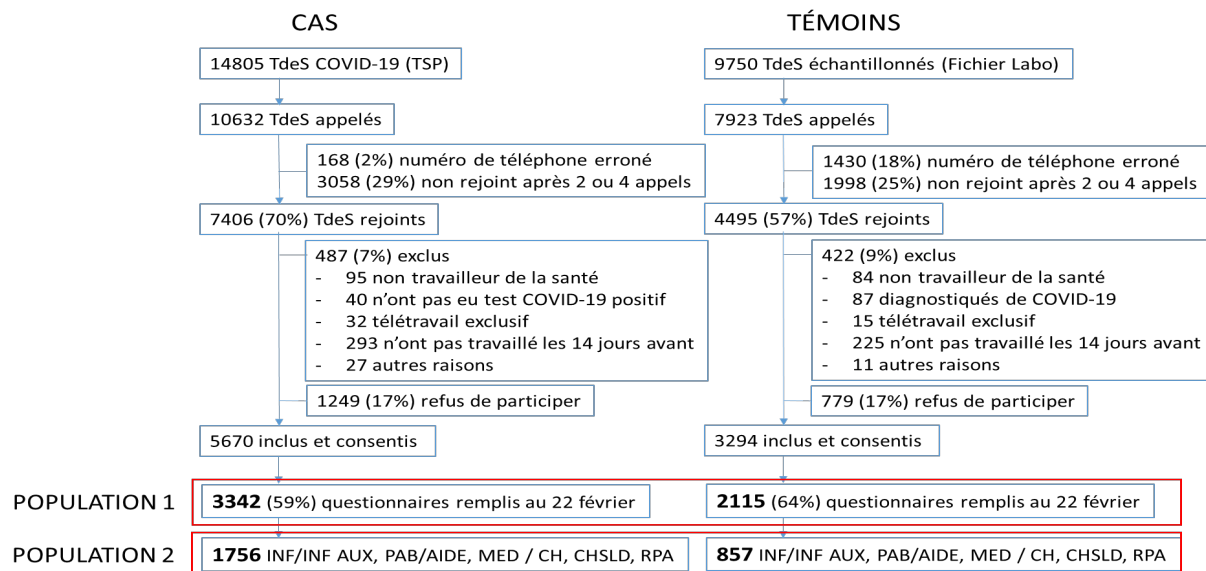 CAS
14805 TdeS COVID-19 (TSP)
10632 TdeS appelés
168 (2%) numéro de téléphone erroné
3058 (29%) non rejoint après 2 ou 4 appels
7406 (70%) TdeS rejoints
487 (7%) exclus
- 95 non travailleur de la santé
- 40 n'ont pas eu test COVID-19 positif
- 32 télétravail exclusif
- 293 n'ont pas travaillé les 14 jours avant
- 27 autres raisons
1249 (17%) refus de participer
5670 inclus et consentis
TÉMOINS
9750 TdeS échantillonnés (Fichier Labo)
7923 TdeS appelés
1430 (18%) numéro de téléphone erroné
1998 (25%) non rejoint après 2 ou 4 appels
4495 (57%) TdeS rejoints
422 (9%) exclus
- 84 non travailleur de la santé
- 87 diagnostiqués de COVID-19
- 15 télétravail exclusif
- 225 n'ont pas travaillé les 14 jours avant
- 11 autres raisons
779 (17%) refus de participer
3294 inclus et consentis
POPULATION 1
3342 (59%) questionnaires remplis au 22 février
2115 (64%) questionnaires remplis au 22 février
POPULATION 2
1756 INF/INF AUX, PAB/AIDE, MED / CH, CHSLD, RPA
857 INF/INF AUX, PAB/AIDE, MED / CH, CHSLD, RPA